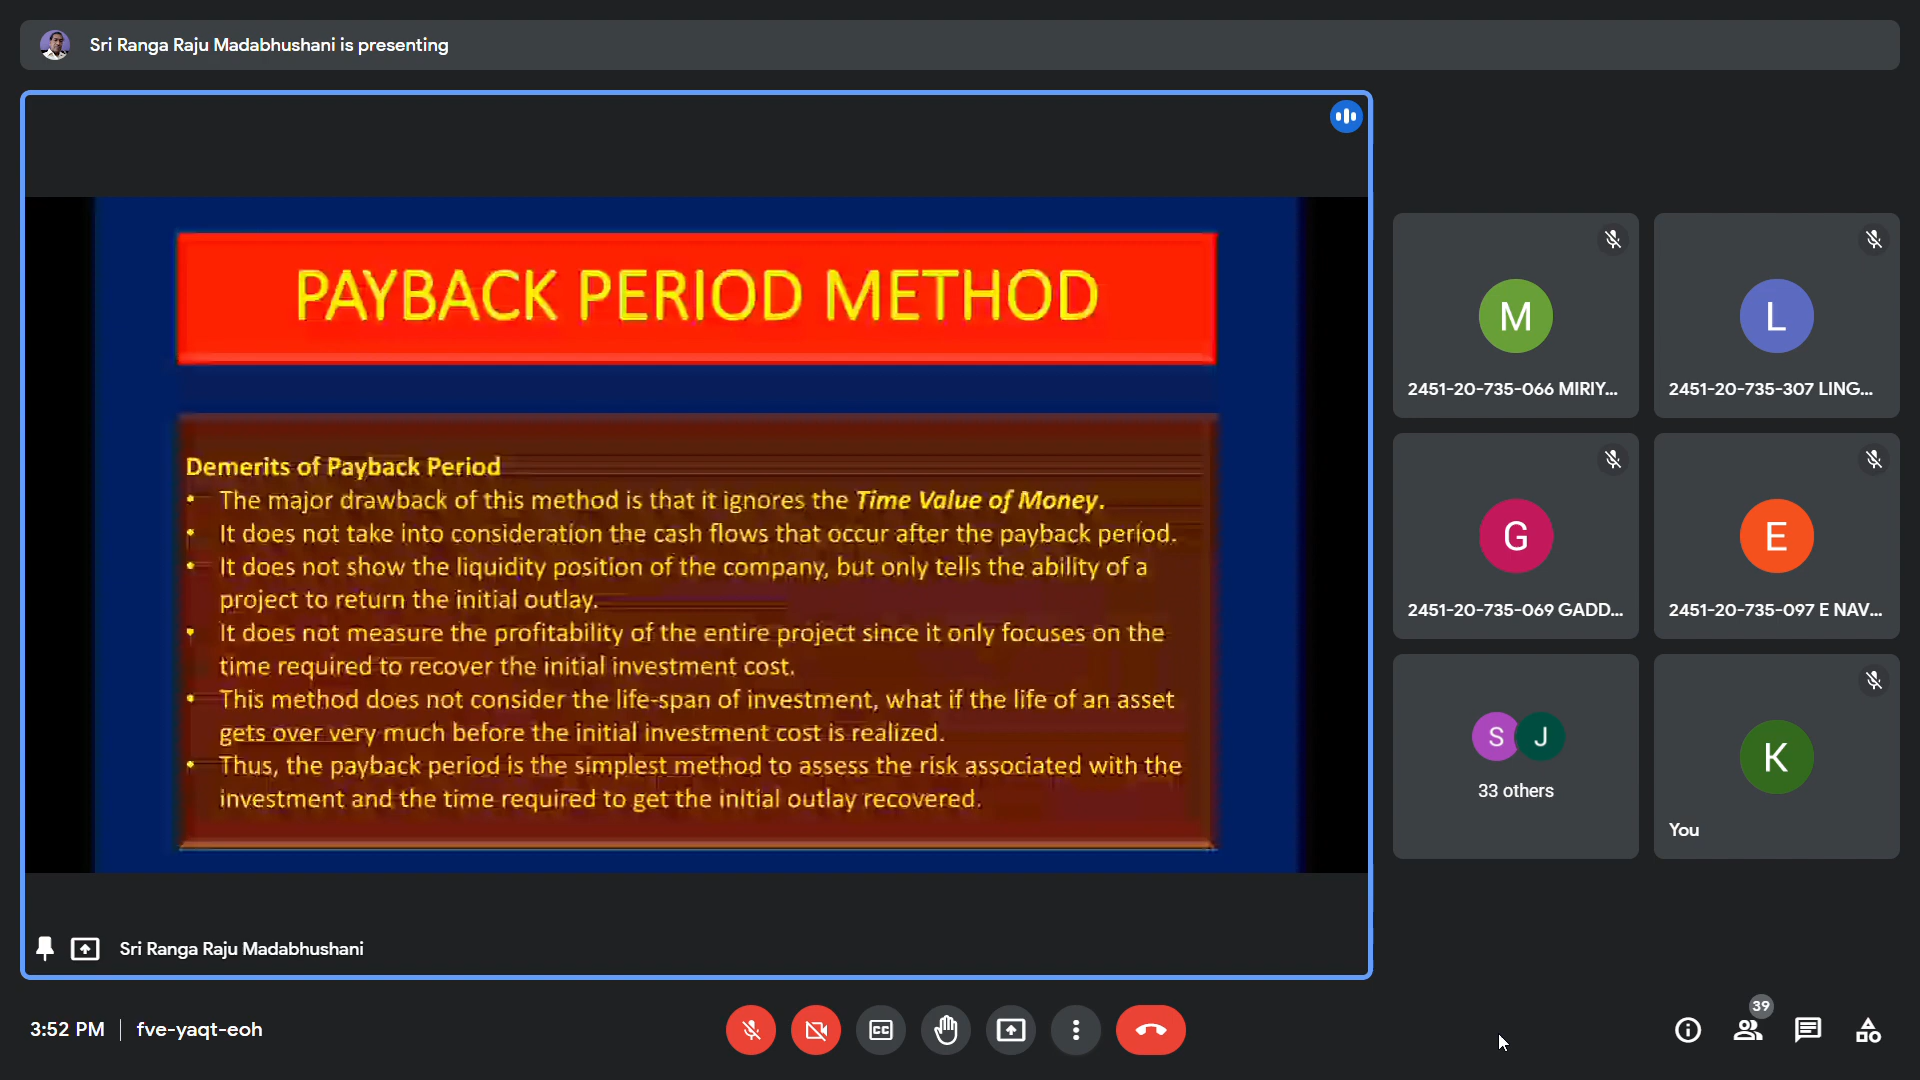 Sri Ranga Raju Madabhushani is presenting
PAYBACK PERIOD METHOD
Demerits of Payback Period
• The major drawback of this method is that it ignores the Time Value of Money.
• It does not take into consideration the cash flows that occur after the payback period.
• It does not show the liquidity position of the company, but only tells the ability of a
project to return the initial outlay.
• It does not measure the profitability of the entire project since it only focuses on the
time required to recover the initial investment cost.
• This method does not consider the life-span of investment, what if the life of an asset
gets over very much before the initial investment cost is realized.
• Thus, the payback period is the simplest method to assess the risk associated with the
investment and the time required to get the initial outlay recovered.
Sri Ranga Raju Madabhushani
M
2451-20-735-066 MIRIY...
L
2451-20-735-307 LING...
G
2451-20-735-069 GADD...
E
2451-20-735-097 E NAV...
S J
33 others
K
You
3:52 PM | fve-yaqt-eoh
CC
39